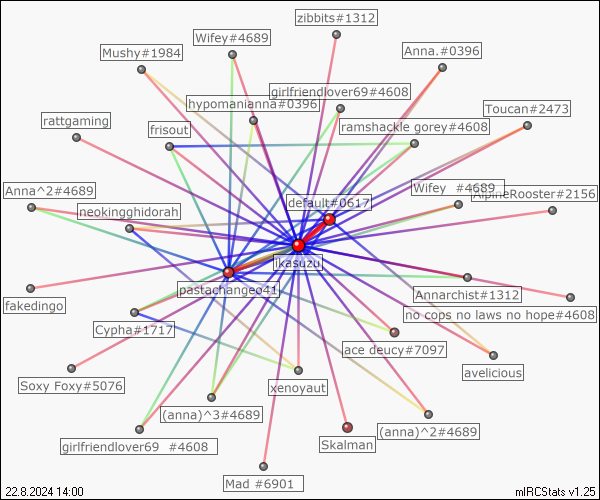 zibbits#1312
Wifey#4689
Mushy#1984
Anna.#0396
girlfriendlover69#4608
hypomanianna#0396
Toucan#2473
rattgaming
frisout
ramshackle gorey#4608
Anna^2#4689
Wifey  #4689
AlpineRooster#2156
default#0617
neokingghidorah
ikasuzu
pastachangeo41
Annarchist#1312
fakedingo
no cops no laws no hope#4608
Cypha#1717
ace deucy#7097
avelicious
Soxy Foxy#5076
xenoyaut
(anna)^3#4689
(anna)^2#4689
girlfriendlover69  #4608
Skalman
Mad #6901
22.8.2024 14:00
mIRCStats v1.25